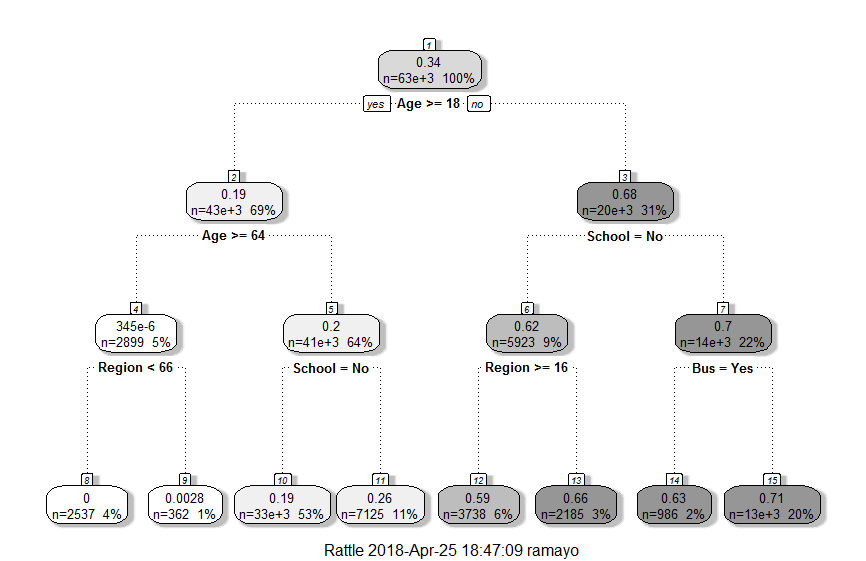 1
0.34
n=63e+3 100%
yes Age >= 18 no
2
0.19
n=43e+3 69%
3
0.68
n=20e+3 31%
Age >= 64
School = No
4
345e-6
n=2899 5%
5
0.2
n=41e+3 64%
6
0.62
n=5923 9%
7
0.7
n=14e+3 22%
Region < 66
School = No
Region >= 16
Bus = Yes
8
0
n=2537 4%
9
0.0028
n=362 1%
10
0.19
n=33e+3 53%
11
0.26
n=7125 11%
12
0.59
n=3738 6%
13
0.66
n=2185 3%
14
0.63
n=986 2%
15
0.71
n=13e+3 20%
Rattle 2018-Apr-25 18:47:09 ramayo